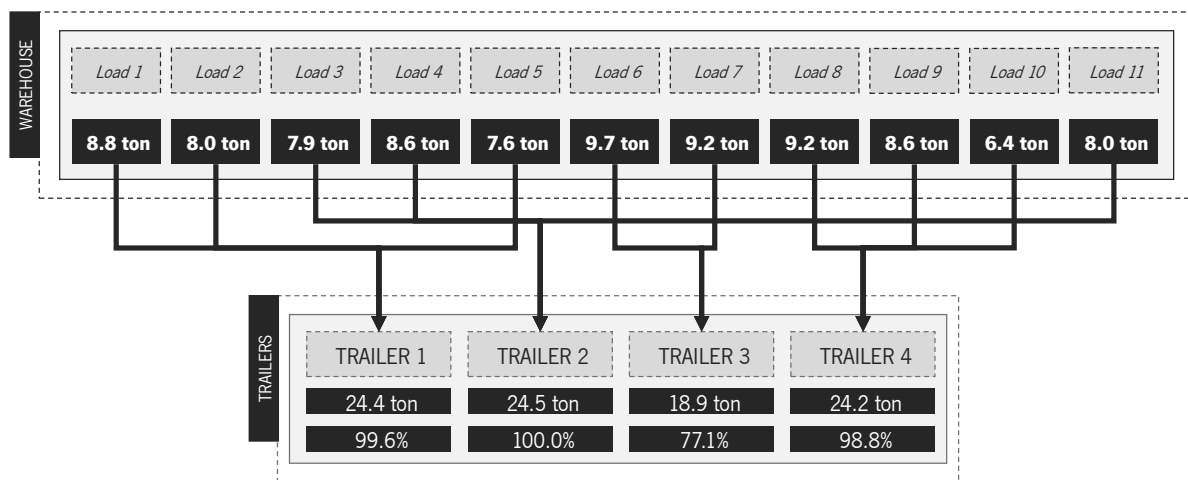 WAREHOUSE
Load 1 Load 2 Load 3 Load 4 Load 5 Load 6 Load 7 Load 8 Load 9 Load 10 Load 11
8.8 ton 8.0 ton 7.9 ton 8.6 ton 7.6 ton 9.7 ton 9.2 ton 9.2 ton 8.6 ton 6.4 ton 8.0 ton
TRAILERS
TRAILER 1 TRAILER 2 TRAILER 3 TRAILER 4
24.4 ton 24.5 ton 18.9 ton 24.2 ton
99.6% 100.0% 77.1% 98.8%